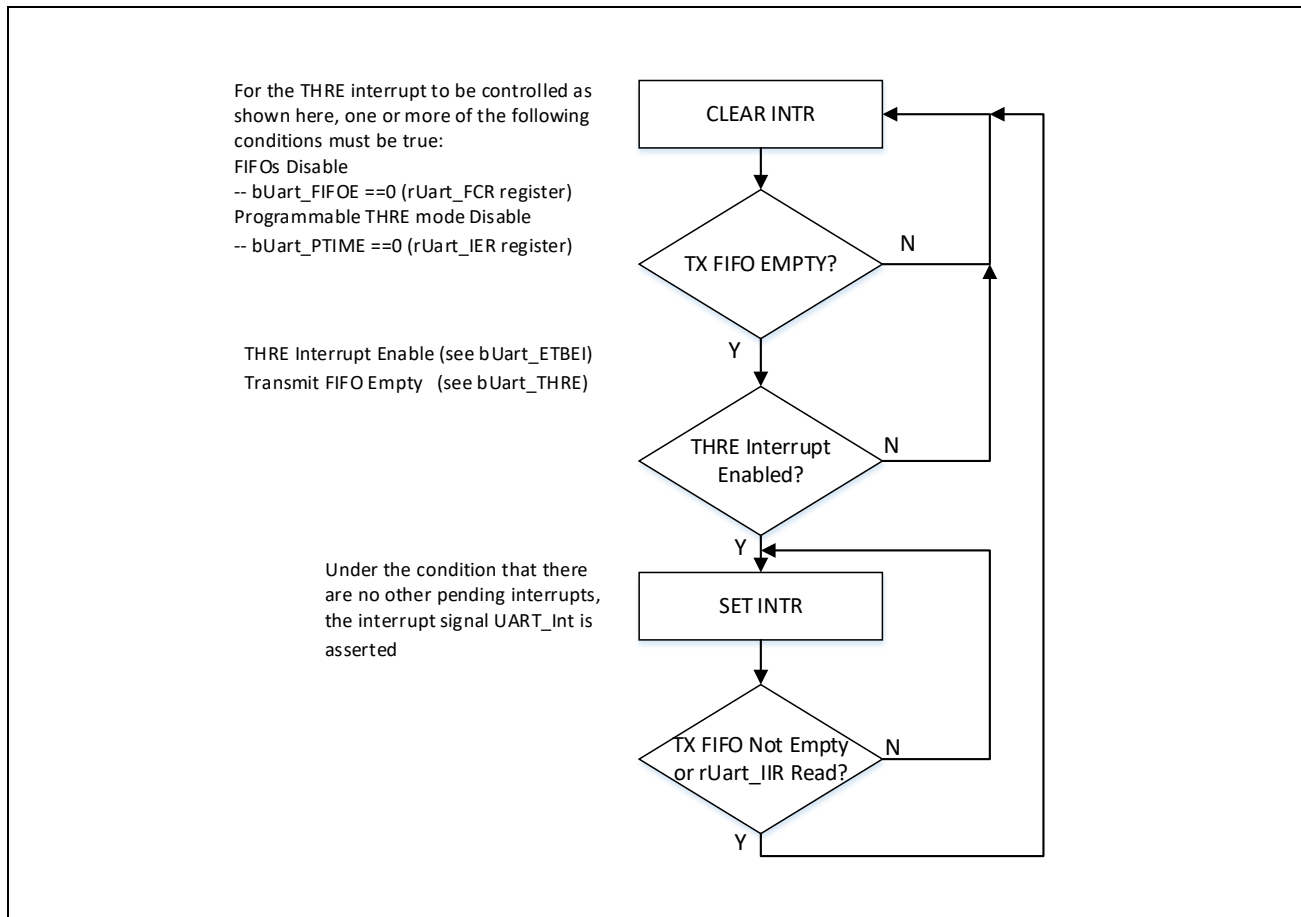 For the THRE interrupt to be controlled as
shown here, one or more of the following
conditions must be true:
FIFOs Disable
-- bUart_FIFOE ==0 (rUart_FCR register)
Programmable THRE mode Disable
-- bUart_PTIME ==0 (rUart_IER register)
CLEAR INTR
TX FIFO EMPTY?
N
Y
THRE Interrupt Enable (see bUart_ETBEI)
Transmit FIFO Empty (see bUart_THRE)
THRE Interrupt
Enabled?
N
Y
Under the condition that there
are no other pending interrupts,
the interrupt signal UART_Int is
asserted
SET INTR
TX FIFO Not Empty
or rUart_IIR Read?
N
Y